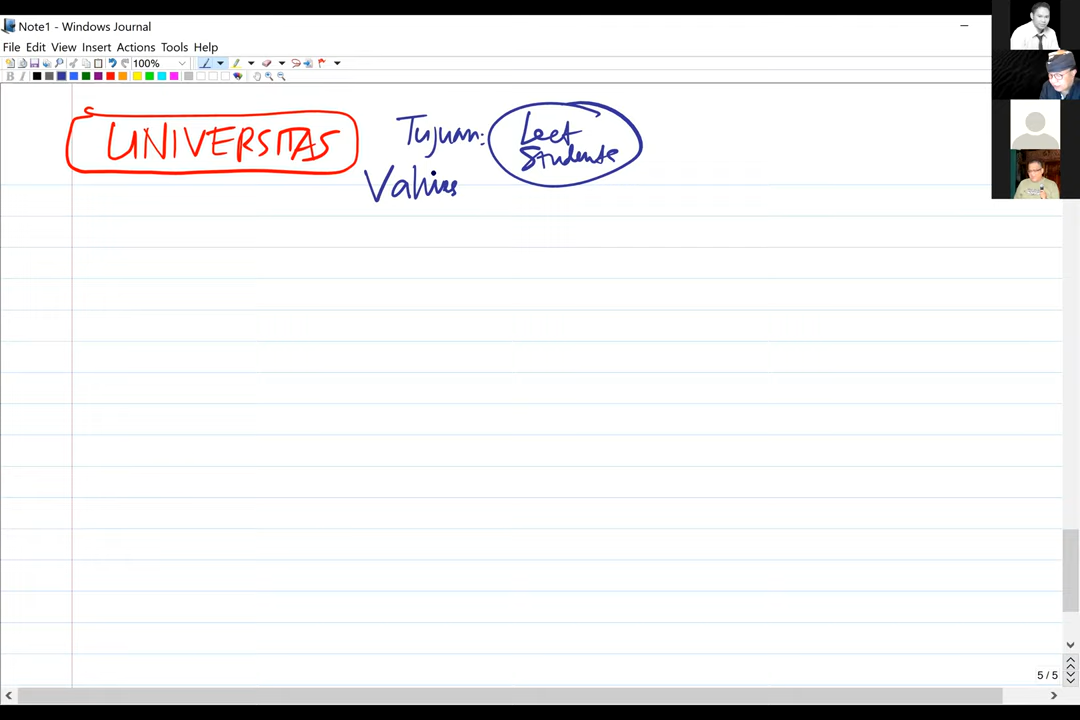 Note1 - Windows Journal
File Edit View Insert Actions Tools Help
100%
B I
UNIVERSITAS
Tujuan:
Leet
Students
Values
5 / 5